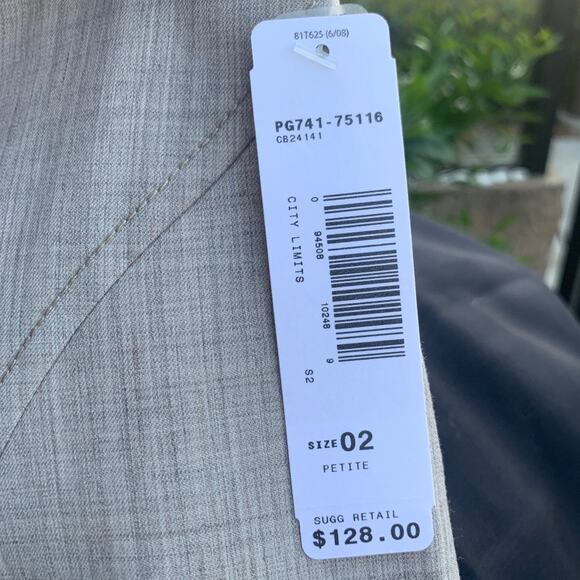 81T625 (6/08)
PG741-75116
CB24141
CITY LIMITS
0 94508 10248 9
S2
SIZE 02
PETITE
SUGG RETAIL
$128.00